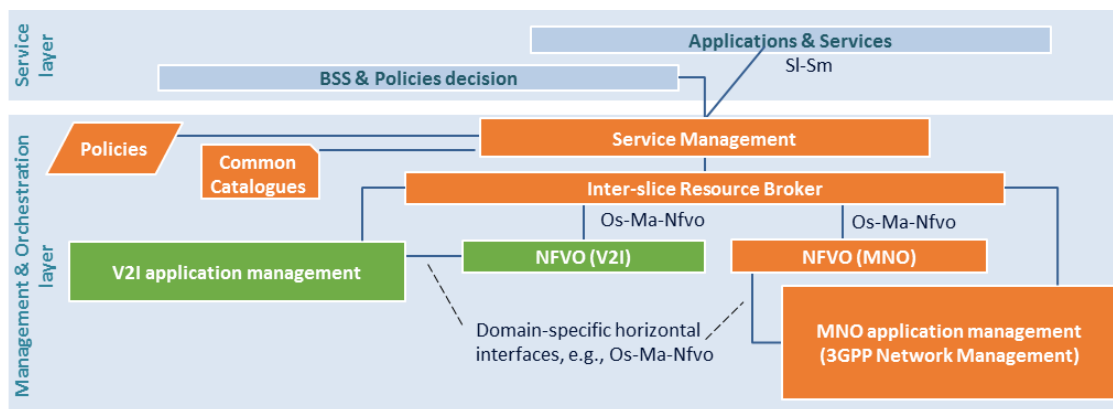 Service
layer
Applications & Services
Sl-Sm
BSS & Policies decision
Management & Orchestration
layer
Policies
Service Management
Common
Catalogues
Inter-slice Resource Broker
Os-Ma-Nfvo
Os-Ma-Nfvo
V2I application management
NFVO (V2I)
NFVO (MNO)
Domain-specific horizontal
interfaces, e.g., Os-Ma-Nfvo
MNO application management
(3GPP Network Management)